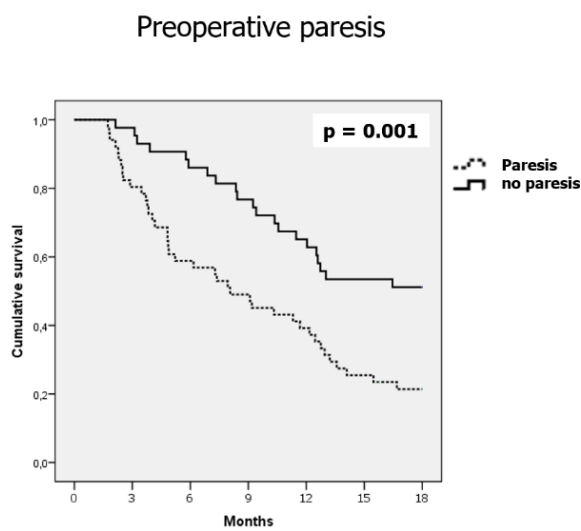 Preoperative paresis
p = 0.001
Paresis
no paresis
Cumulative survival
1,0
0,8
0,6
0,4
0,2
0,0
0 3 6 9 12 15 18
Months